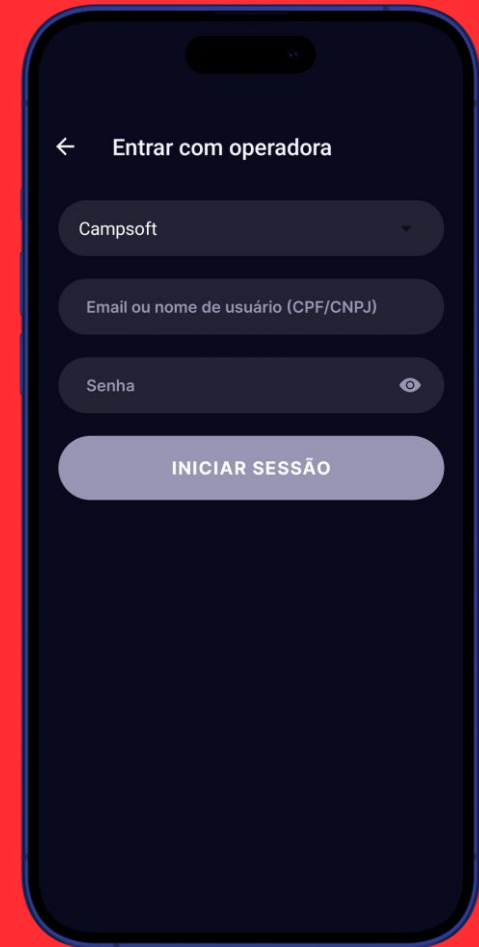 Entrar com operadora
Campsoft
Email ou nome de usuário (CPF/CNPJ)
Senha
INICIAR SESSÃO